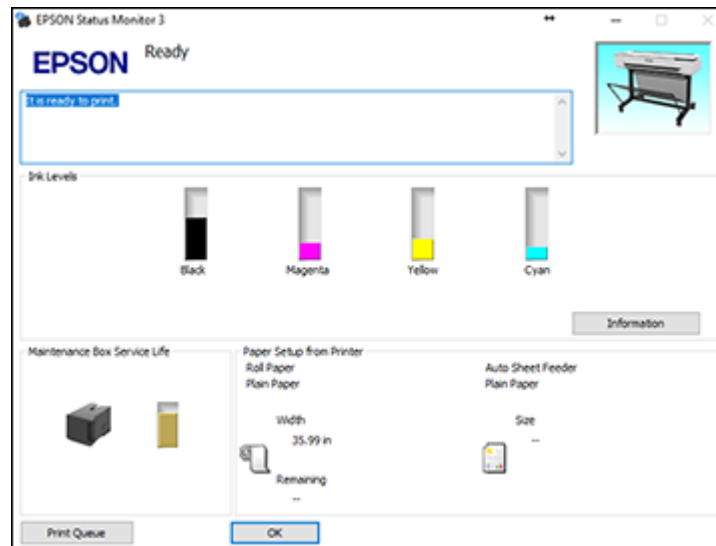 EPSON Status Monitor 3
EPSON
Ready
It is ready to print.
Ink Levels
Black
Magenta
Yellow
Cyan
Information
Maintenance Box Service Life
Paper Setup from Printer
Roll Paper
Plain Paper
Width
35.99 in
Remaining
--
Auto Sheet Feeder
Plain Paper
Size
--
Print Queue
OK